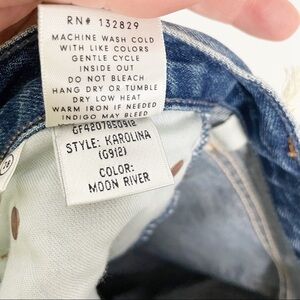 RN# 132829
MACHINE WASH COLD
WITH LIKE COLORS
GENTLE CYCLE
INSIDE OUT
DO NOT BLEACH
HANG DRY OR TUMBLE
DRY LOW HEAT
WARM IRON IF NEEDED
INDIGO MAY BLEED
GF4207850912
STYLE: KAROLINA
(G912)
COLOR:
MOON RIVER